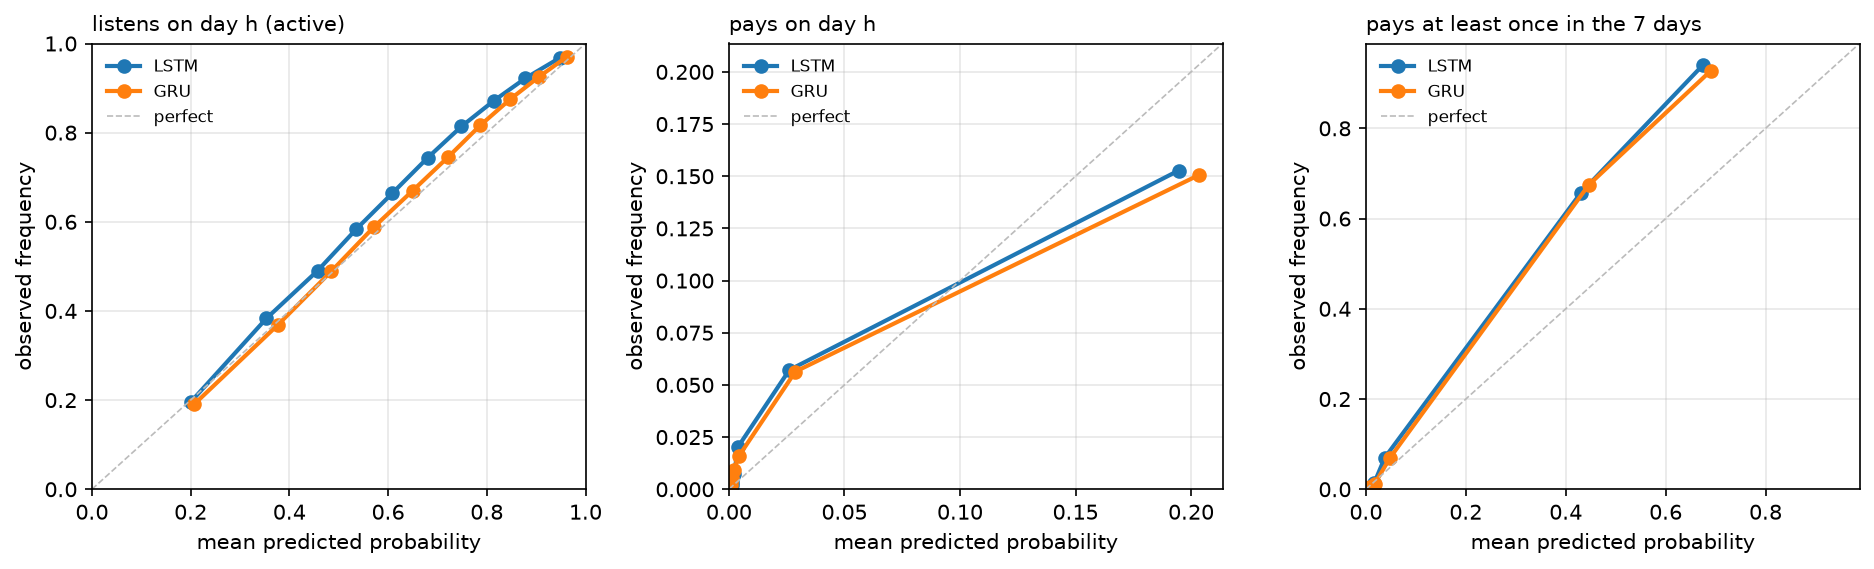 listens on day h (active)
1.0
0.8
0.6
0.4
0.2
0.0
observed frequency
LSTM
GRU
perfect
0.0 0.2 0.4 0.6 0.8 1.0
mean predicted probability
pays on day h
0.200
0.175
0.150
0.125
0.100
0.075
0.050
0.025
0.000
observed frequency
LSTM
GRU
perfect
0.00 0.05 0.10 0.15 0.20
mean predicted probability
pays at least once in the 7 days
0.8
0.6
0.4
0.2
0.0
observed frequency
LSTM
GRU
perfect
0.0 0.2 0.4 0.6 0.8
mean predicted probability